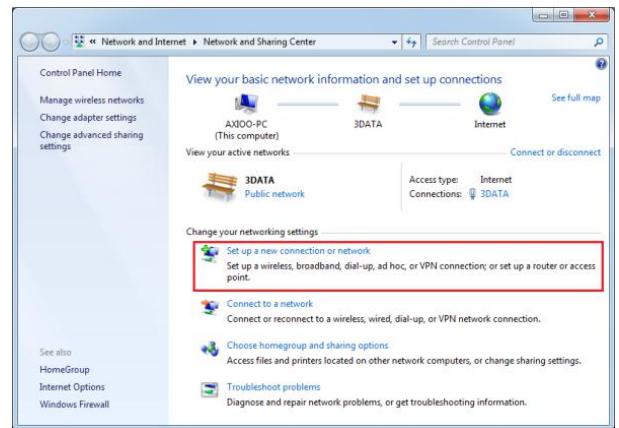 « Network and Internet ▸ Network and Sharing Center
Search Control Panel
Control Panel Home
Manage wireless networks
Change adapter settings
Change advanced sharing
settings
See also
HomeGroup
Internet Options
Windows Firewall
View your basic network information and set up connections
See full map
AXIOO-PC
(This computer)
3DATA
Internet
View your active networks
Connect or disconnect
3DATA
Public network
Access type: Internet
Connections: 3DATA
Change your networking settings
Set up a new connection or network
Set up a wireless, broadband, dial-up, ad hoc, or VPN connection; or set up a router or access
point.
Connect to a network
Connect or reconnect to a wireless, wired, dial-up, or VPN network connection.
Choose homegroup and sharing options
Access files and printers located on other network computers, or change sharing settings.
Troubleshoot problems
Diagnose and repair network problems, or get troubleshooting information.